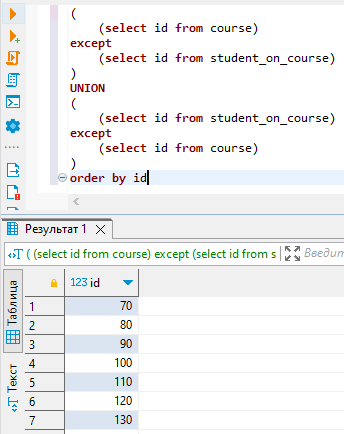 (
(select id from course)
except
(select id from student_on_course)
)
UNION
(
(select id from student_on_course)
except
(select id from course)
)
order by id
Результат 1
( (select id from course) except (select id from s
Введите
Таблица
Текст
123 id
1 70
2 80
3 90
4 100
5 110
6 120
7 130